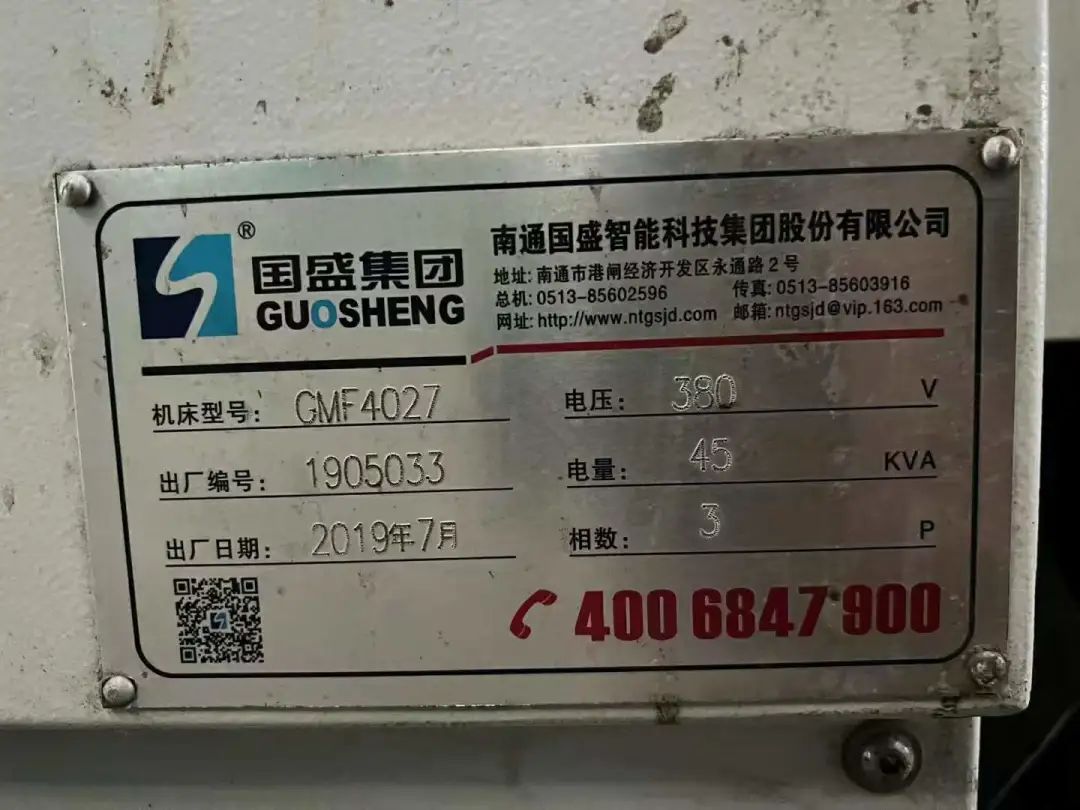 ®
国盛集团
GUOSHENG
南通国盛智能科技集团股份有限公司
地址: 南通市港闸经济开发区永通路2号
总机: 0513-85602596 传真: 0513-85603916
网址: http://www.ntgsjd.com 邮箱: ntgsjd@vip.163.com
机床型号: GMF4027 电压: 380 V
出厂编号: 1905033 电量: 45 KVA
出厂日期: 2019年7月 相数: 3 P
400 6847 900